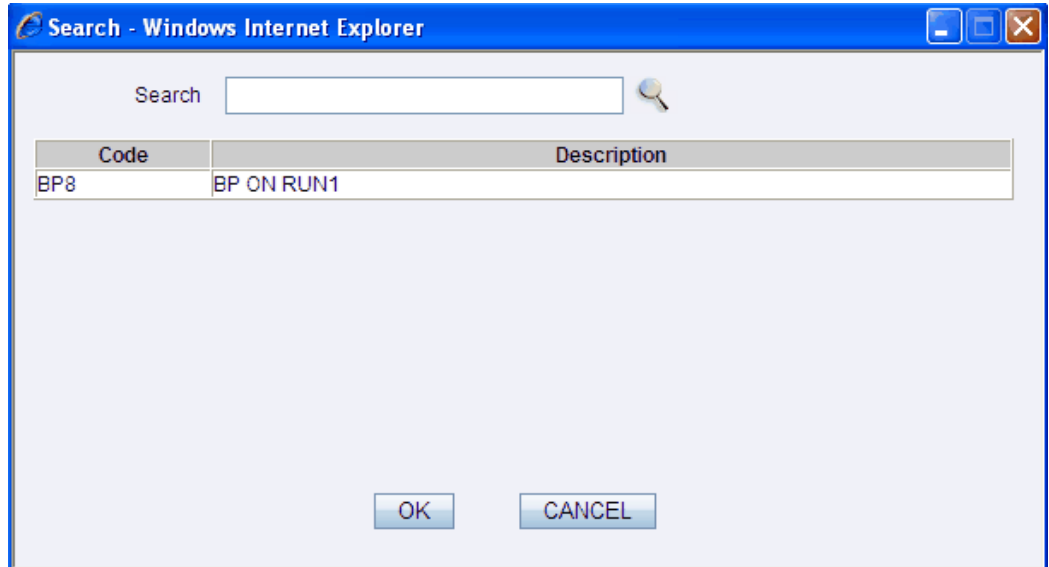 Search - Windows Internet Explorer
Search
Code Description
BP8 BP ON RUN1
OK CANCEL